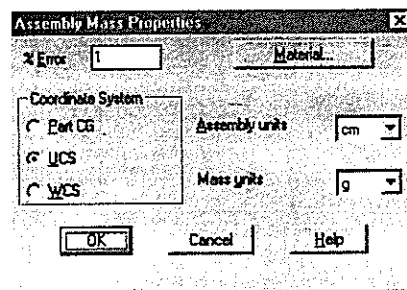 Assembly Mass Properties
% Error 1 Material...
Coordinate System
Part CG
UCS
WCS
Assembly units cm
Mass units g
OK Cancel Help